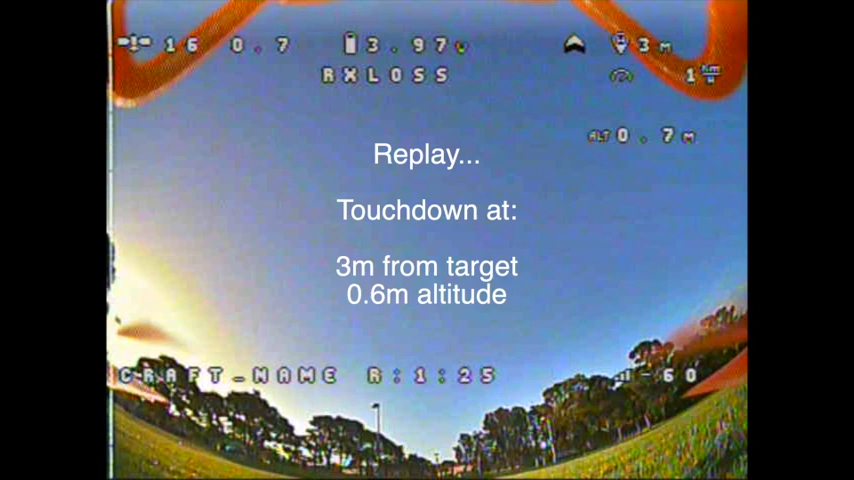 16 0.7 3.97v 3m
RXLOSS 1 Km/H
ALT 0.7m
Replay...
Touchdown at:
3m from target
0.6m altitude
CRAFT_NAME R:1:25 -60